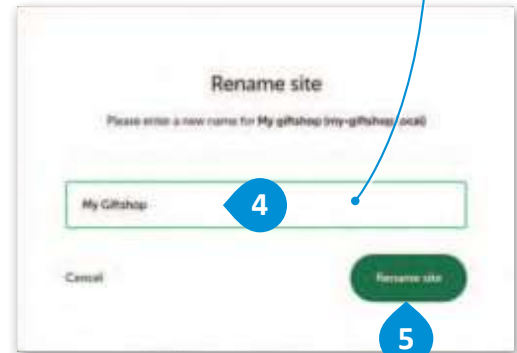 Rename site
Please enter a new name for My giftshop (my-giftshop.local)
My Giftshop
4
Cancel
Rename site
5